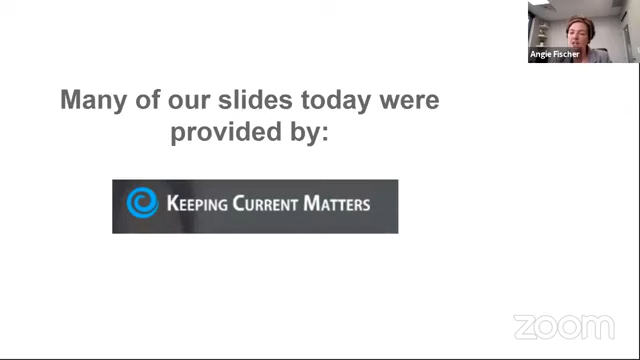 Angie Fischer
Many of our slides today were
provided by:
KEEPING CURRENT MATTERS
zoom